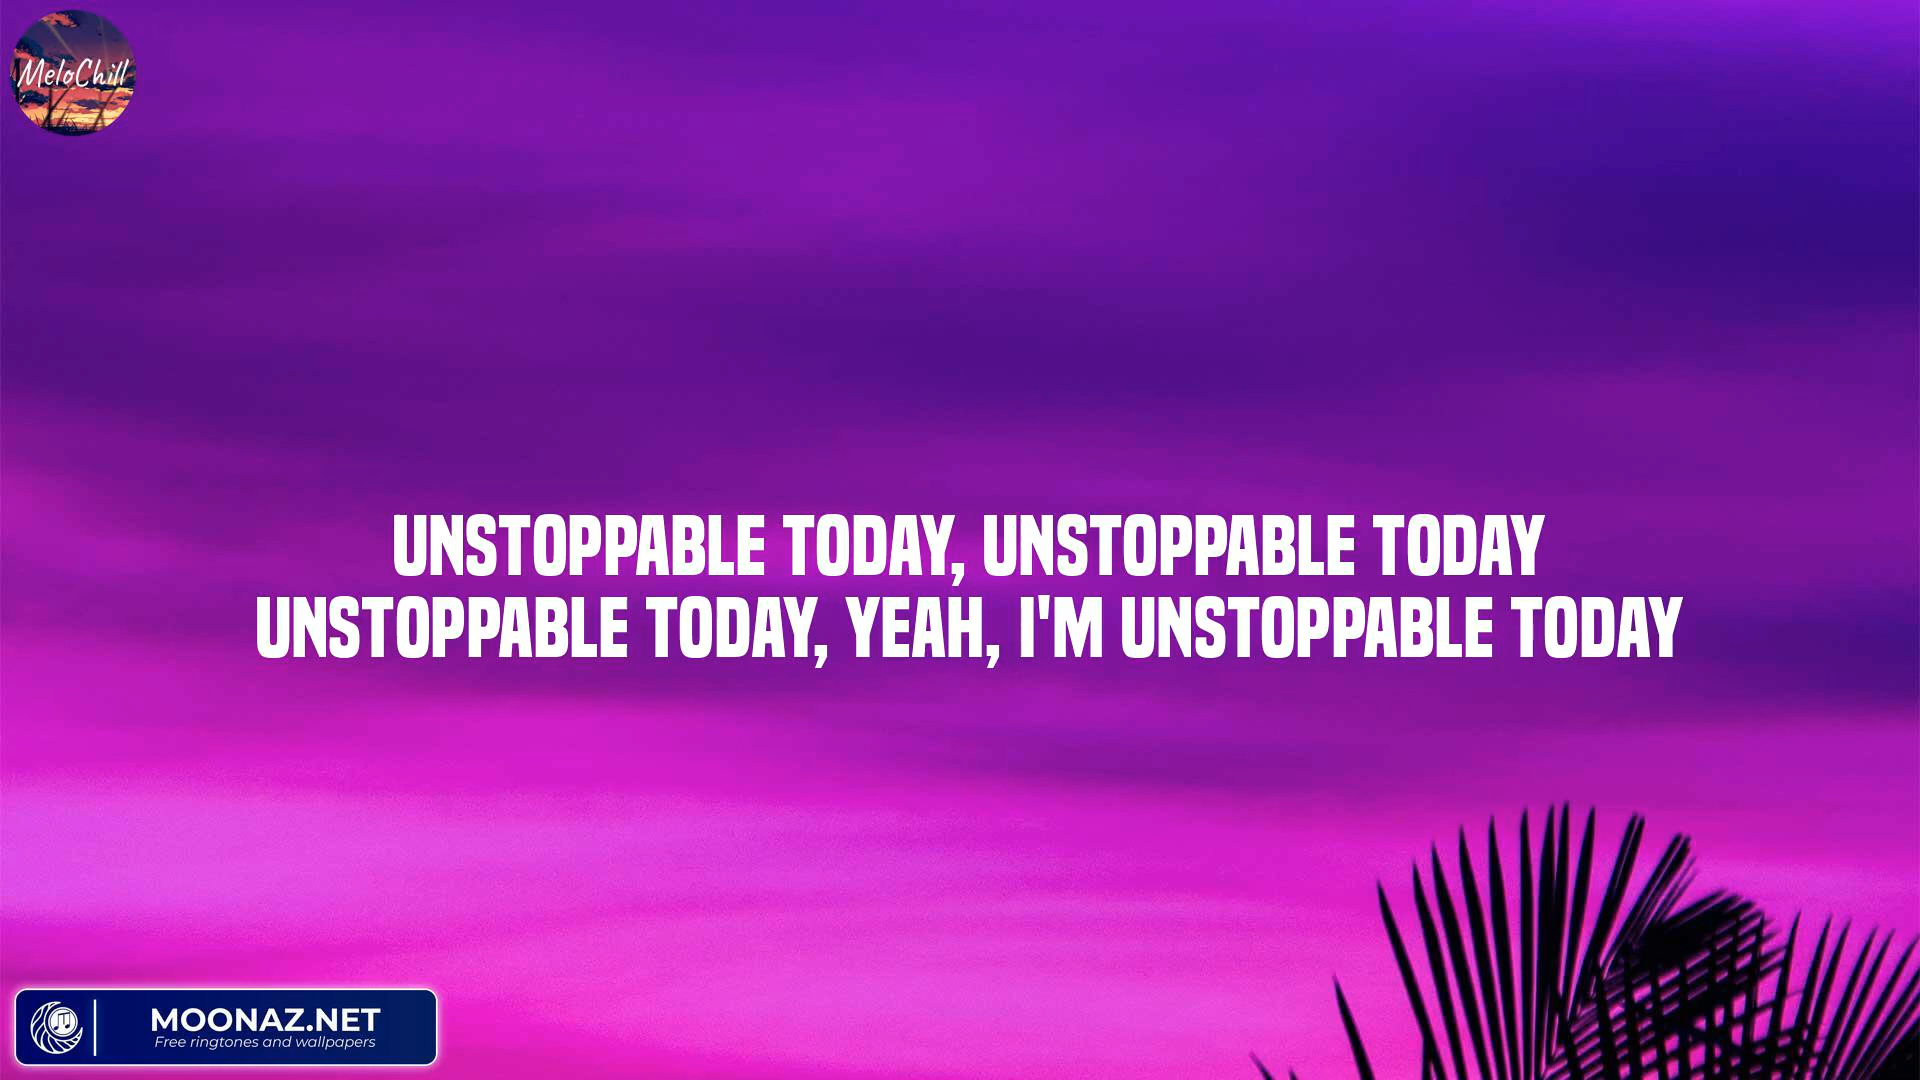 MeloChill
UNSTOPPABLE TODAY, UNSTOPPABLE TODAY
UNSTOPPABLE TODAY, YEAH, I'M UNSTOPPABLE TODAY
MOONAZ.NET
Free ringtones and wallpapers